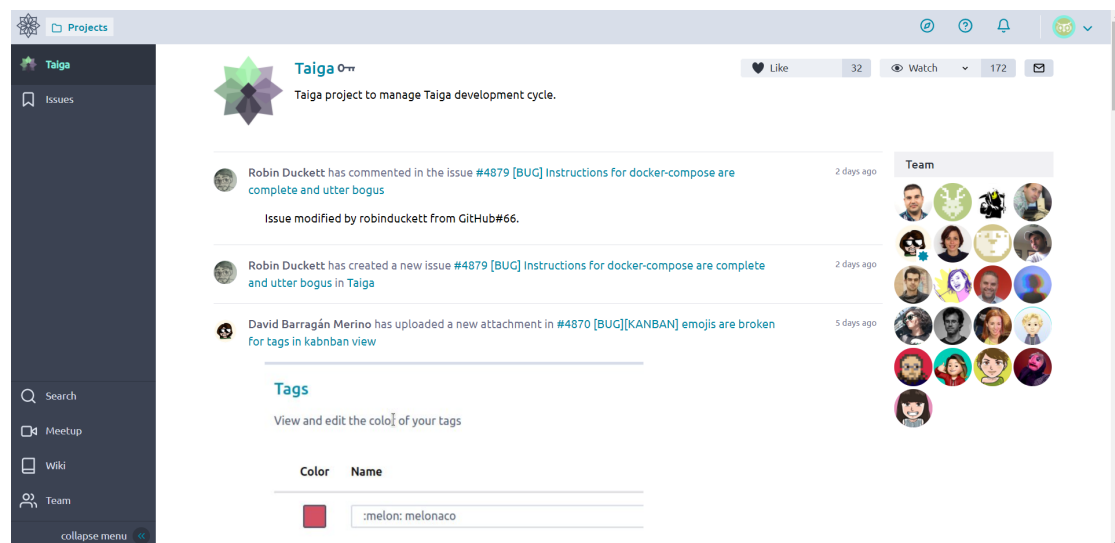 Projects
Taiga
Issues
Search
Meetup
Wiki
Team
collapse menu
Taiga
Taiga project to manage Taiga development cycle.
Like 32
Watch 172
Robin Duckett has commented in the issue #4879 [BUG] Instructions for docker-compose are
complete and utter bogus
2 days ago
Issue modified by robinduckett from GitHub#66.
Robin Duckett has created a new issue #4879 [BUG] Instructions for docker-compose are complete
and utter bogus in Taiga
2 days ago
David Barragán Merino has uploaded a new attachment in #4870 [BUG][KANBAN] emojis are broken
for tags in kabnban view
5 days ago
Tags
View and edit the color of your tags
Color Name
:melon: melonaco
Team